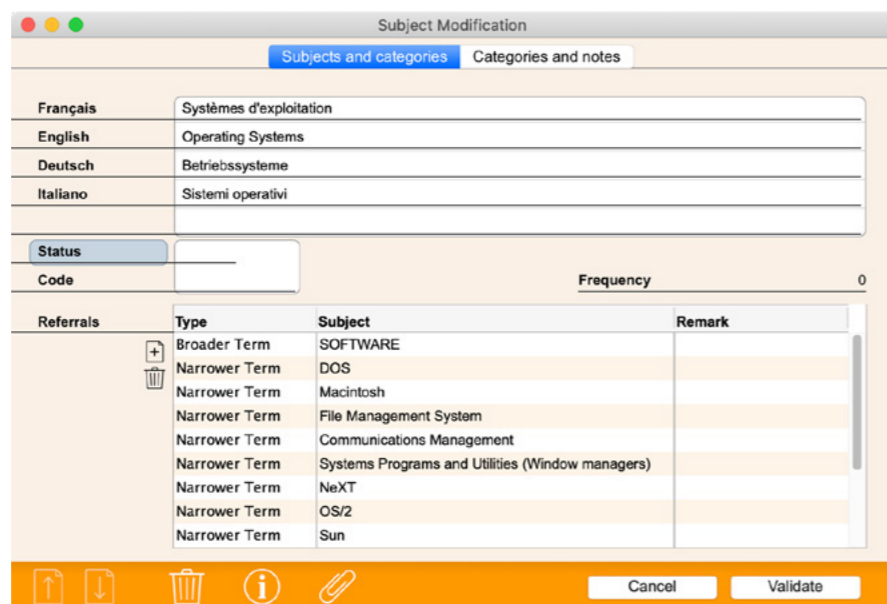 Subject Modification
Subjects and categories Categories and notes
Français Systèmes d'exploitation
English Operating Systems
Deutsch Betriebssysteme
Italiano Sistemi operativi
Status
Code Frequency 0
Referrals Type Subject Remark
Broader Term SOFTWARE
Narrower Term DOS
Narrower Term Macintosh
Narrower Term File Management System
Narrower Term Communications Management
Narrower Term Systems Programs and Utilities (Window managers)
Narrower Term NeXT
Narrower Term OS/2
Narrower Term Sun
Cancel Validate